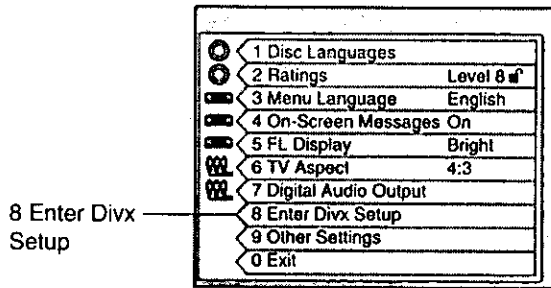 1 Disc Languages
2 Ratings Level 8
3 Menu Language English
4 On-Screen Messages On
5 FL Display Bright
6 TV Aspect 4:3
7 Digital Audio Output
8 Enter Divx Setup
9 Other Settings
0 Exit
8 Enter Divx
Setup